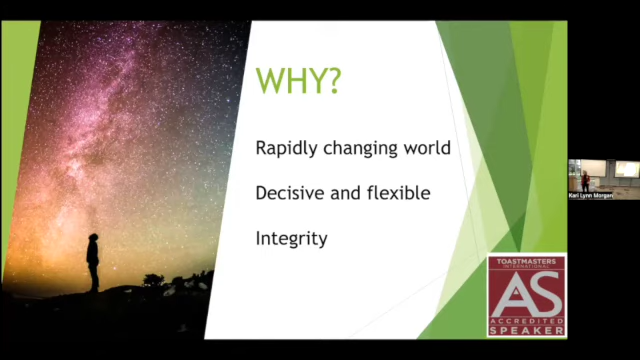 WHY?
Rapidly changing world
Decisive and flexible
Integrity
TOASTMASTERS
INTERNATIONAL
AS
ACCREDITED
SPEAKER
Kari Lynn Morgan